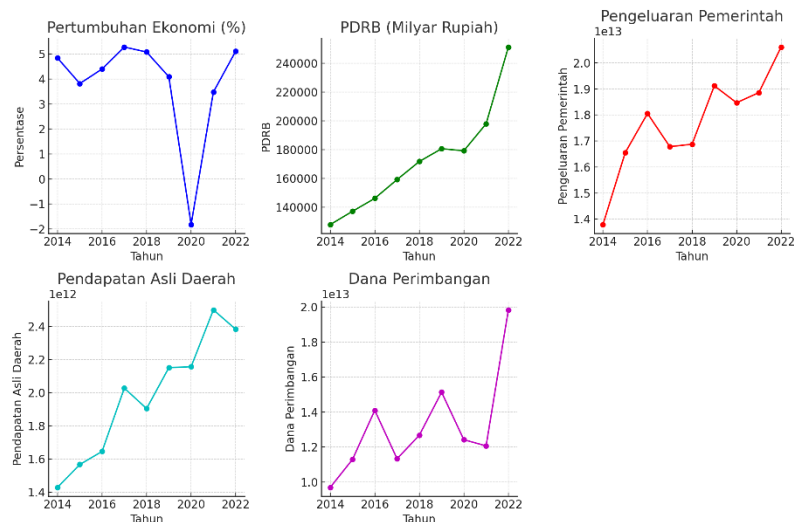 Pertumbuhan Ekonomi (%)
Persentase
5
4
3
2
1
0
−1
−2
2014 2016 2018 2020 2022
Tahun
PDRB (Milyar Rupiah)
PDRB
240000
220000
200000
180000
160000
140000
2014 2016 2018 2020 2022
Tahun
Pengeluaran Pemerintah
1e13
Pengeluaran Pemerintah
2.0
1.9
1.8
1.7
1.6
1.5
1.4
2014 2016 2018 2020 2022
Tahun
Pendapatan Asli Daerah
1e12
Pendapatan Asli Daerah
2.4
2.2
2.0
1.8
1.6
1.4
2014 2016 2018 2020 2022
Tahun
Dana Perimbangan
1e13
Dana Perimbangan
2.0
1.8
1.6
1.4
1.2
1.0
2014 2016 2018 2020 2022
Tahun